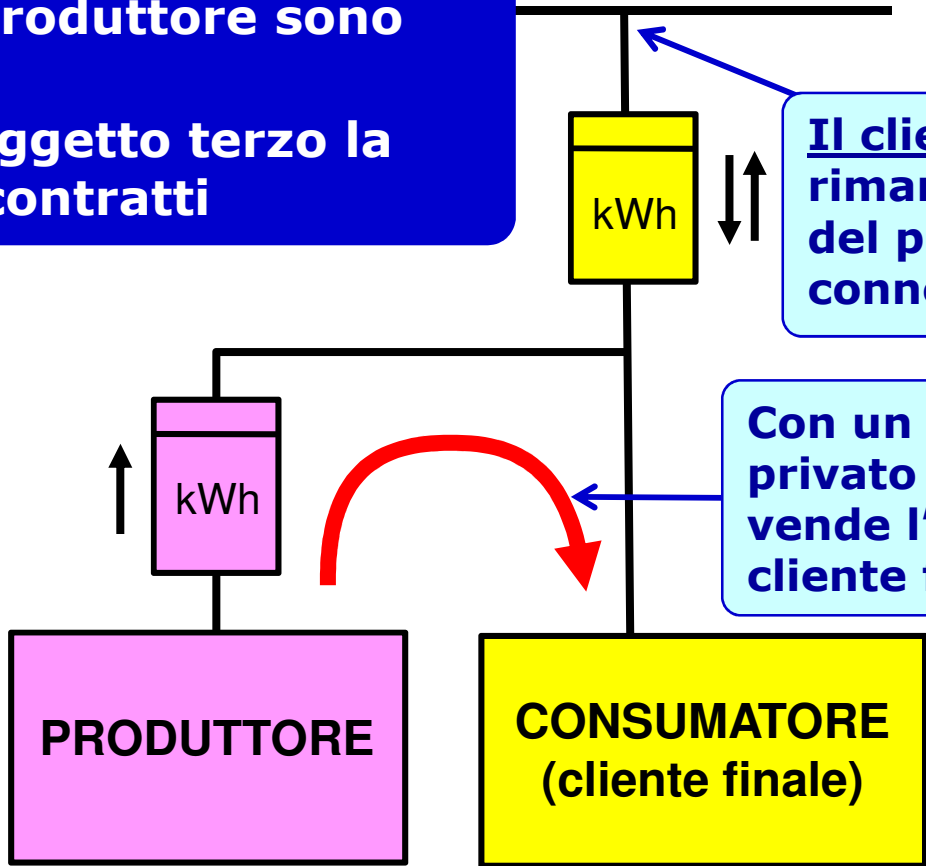 roduttore sono
ggetto terzo la
contratti
Il clie
rimar
del p
conne
kWh
Con un
privato
vende l'
cliente f
kWh
PRODUTTORE
CONSUMATORE
(cliente finale)